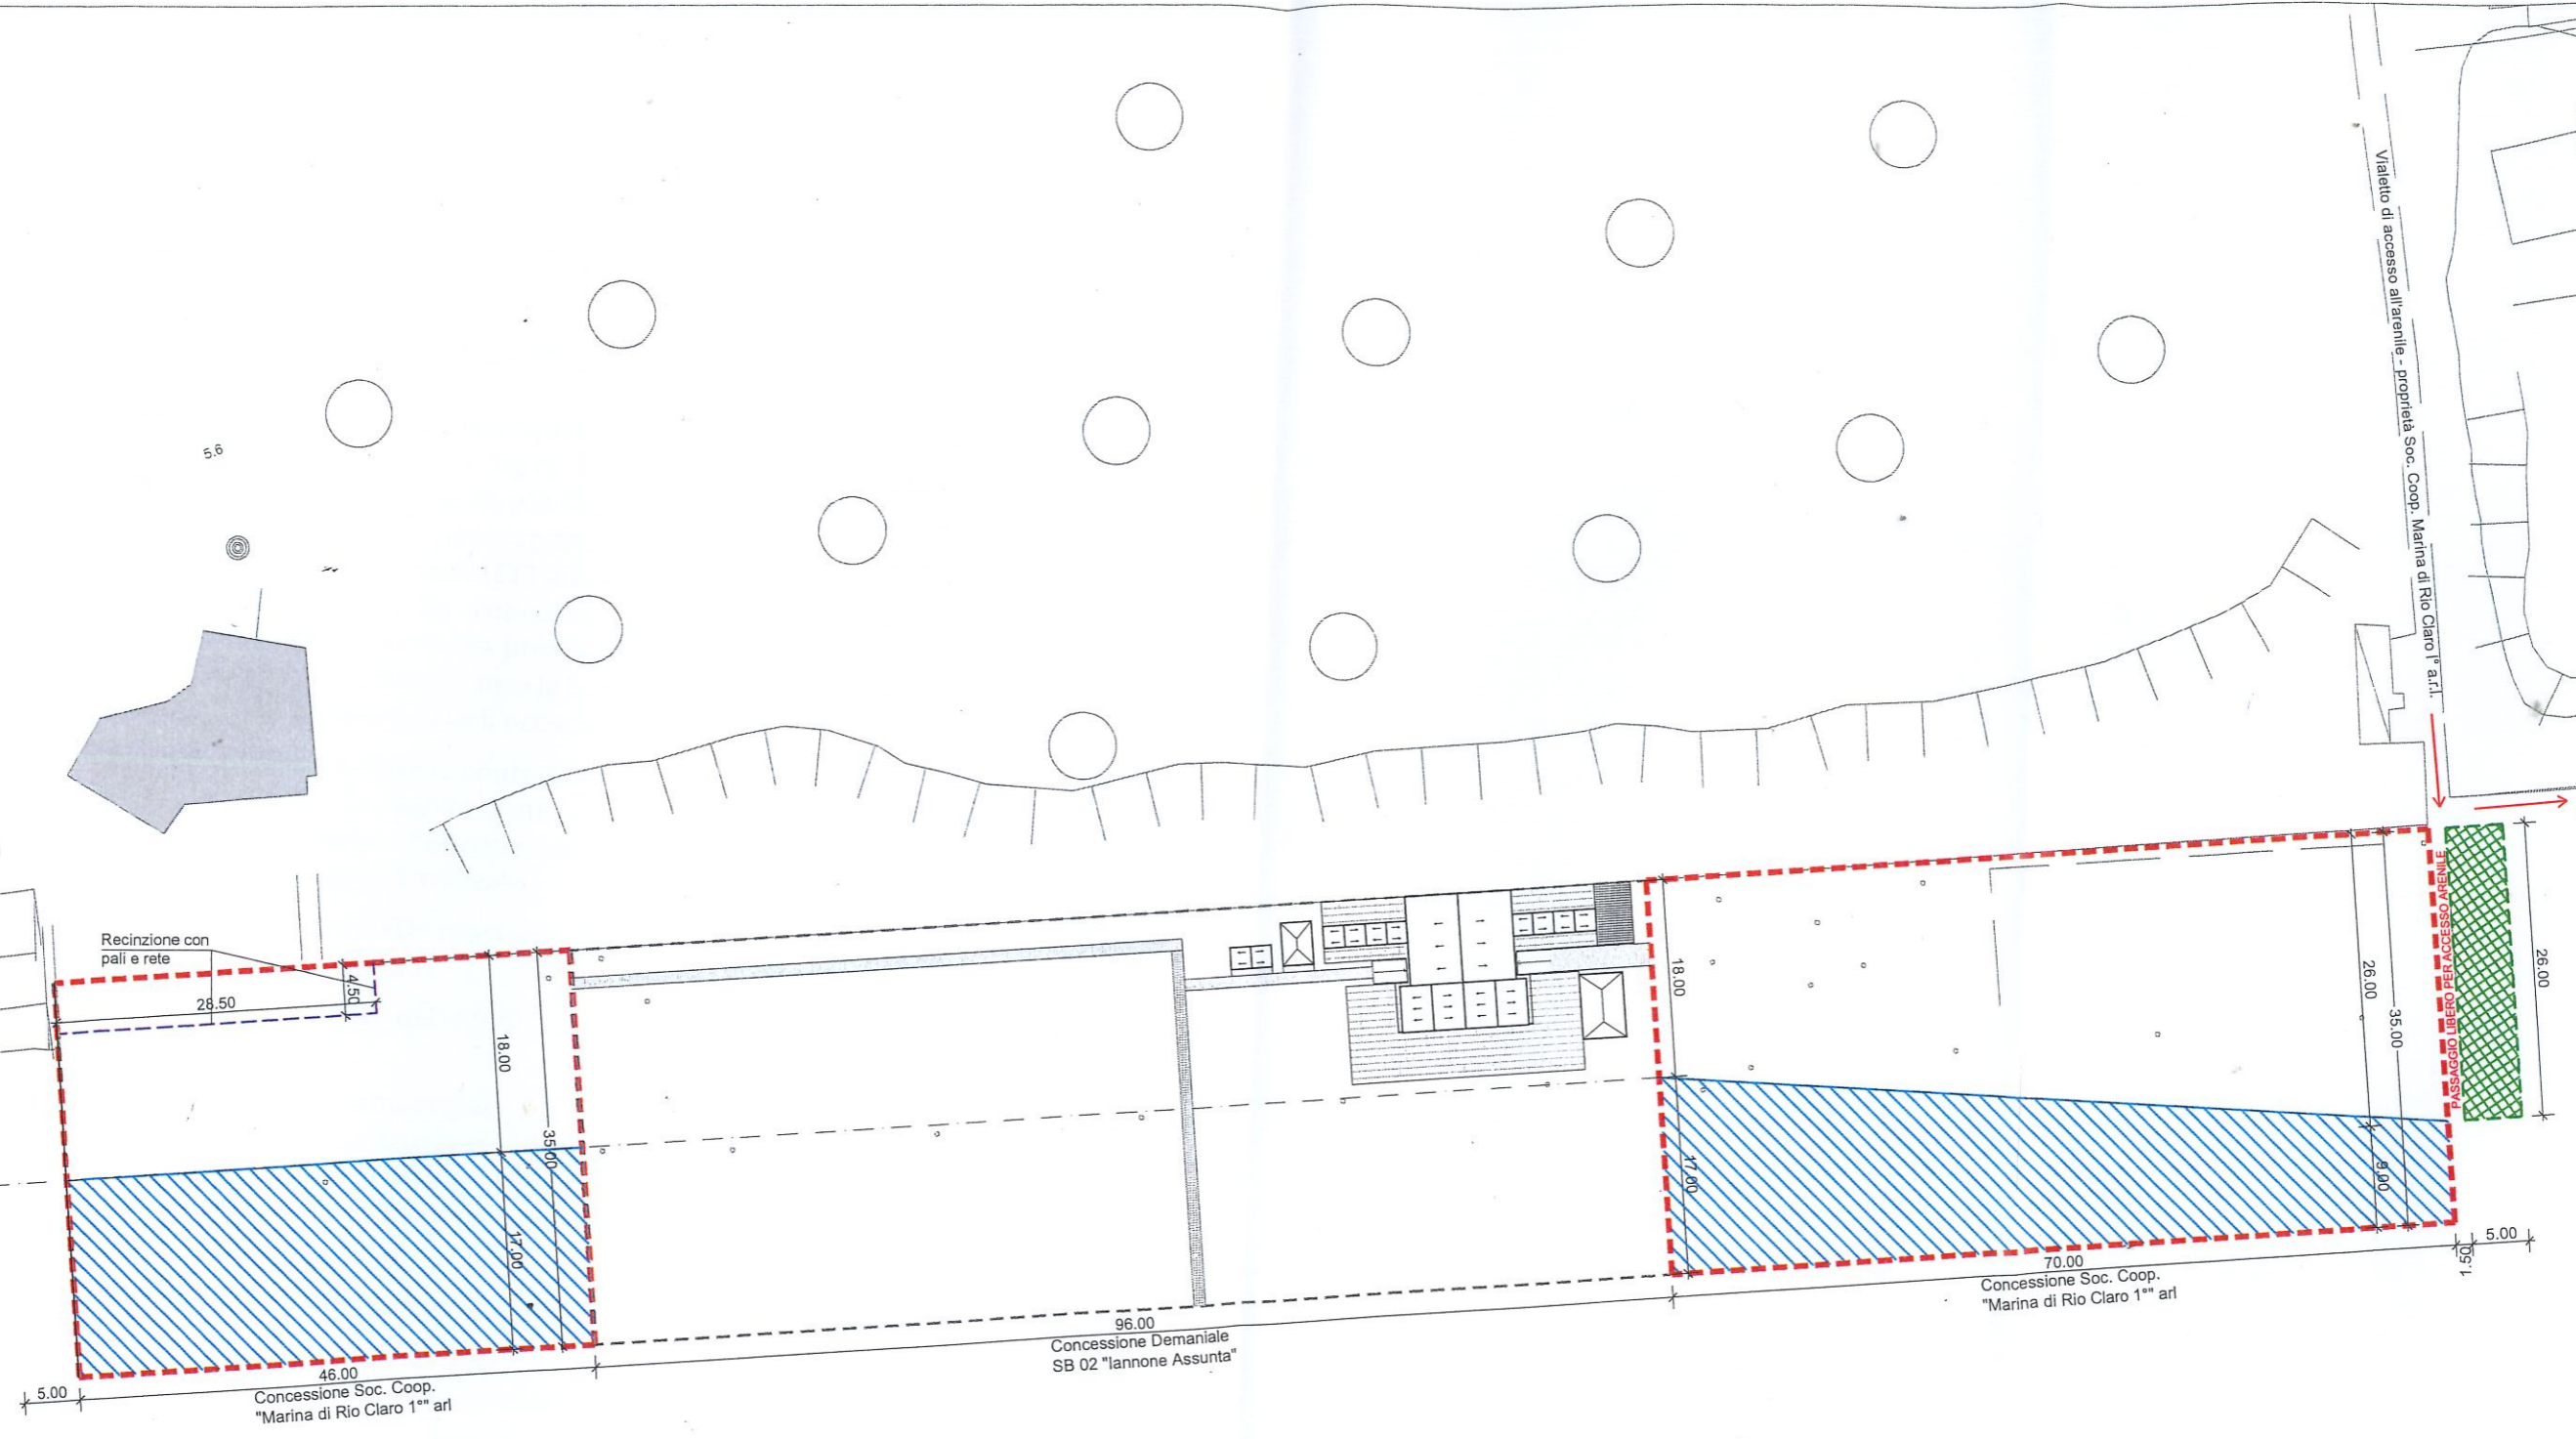 Vialetto di accesso all'arenile - proprietà Soc. Coop. Marina di Rio Claro I° a.r.l.
5.6
Recinzione con
pali e rete
28.50
4.50
18.00
35.00
17.00
18.00
17.00
26.00
35.00
9.00
PASSAGGIO LIBERO PER ACCESSO ARENILE
26.00
5.00
1.50
70.00
Concessione Soc. Coop.
"Marina di Rio Claro 1°" arl
96.00
Concessione Demaniale
SB 02 "Iannone Assunta"
46.00
5.00
Concessione Soc. Coop.
"Marina di Rio Claro 1°" arl